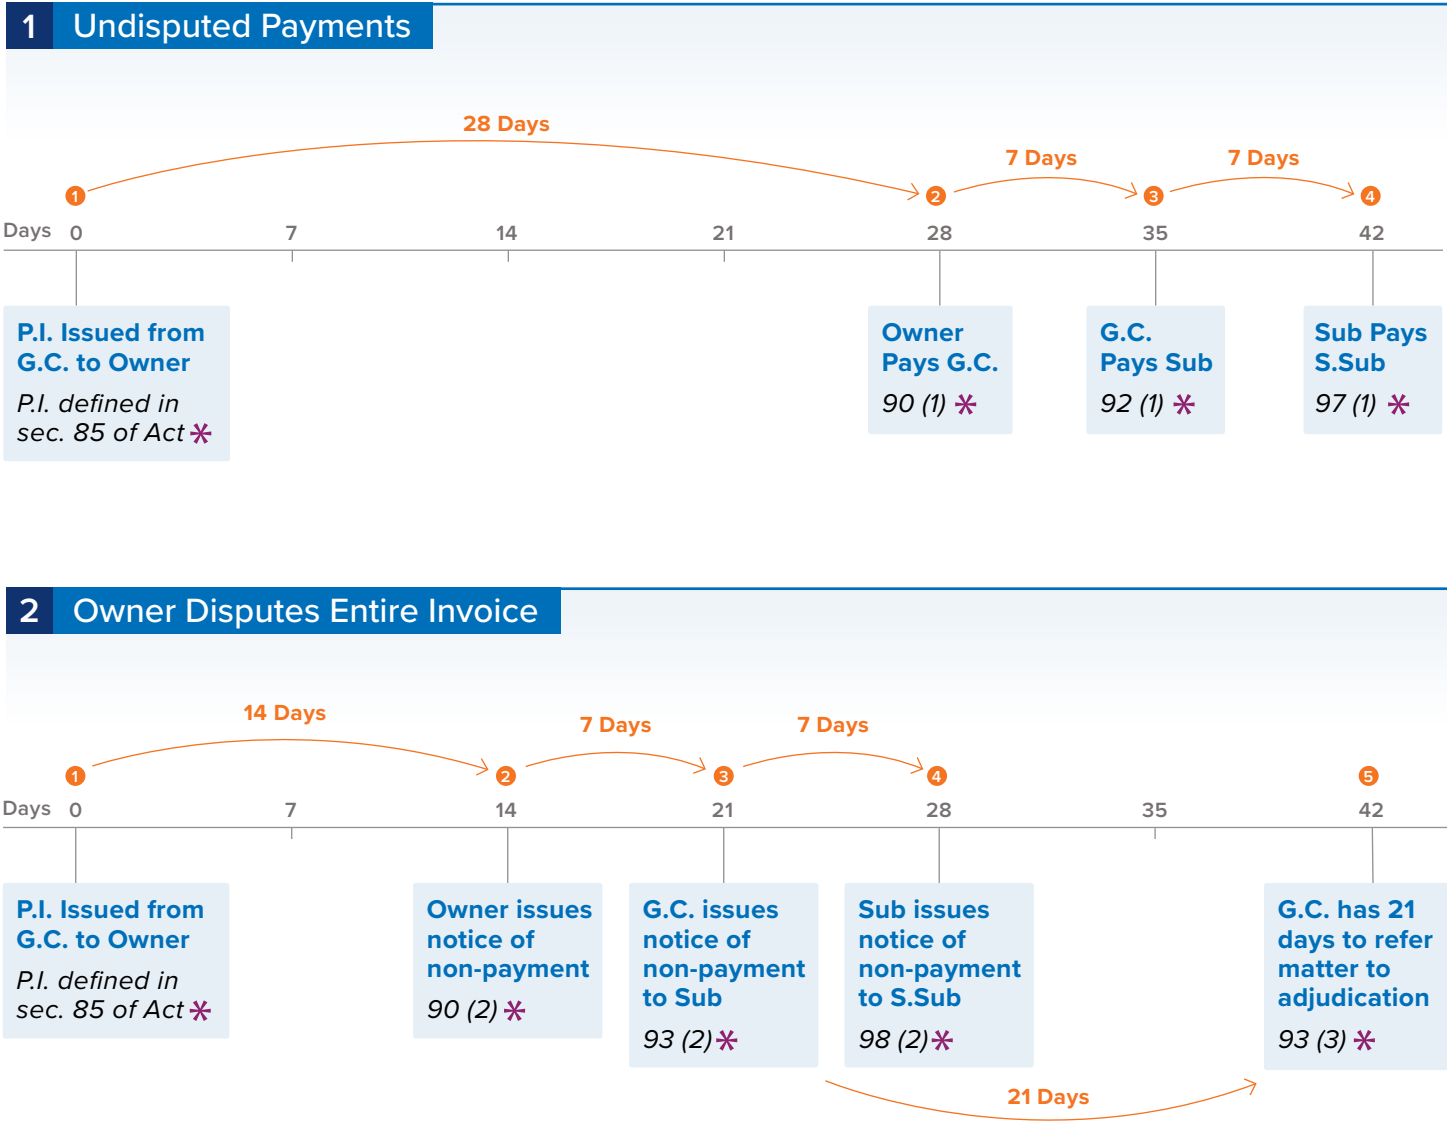 1 Undisputed Payments
28 Days
7 Days 7 Days
1 2 3 4
Days 0 7 14 21 28 35 42
P.I. Issued from
G.C. to Owner
P.I. defined in
sec. 85 of Act *
Owner
Pays G.C.
90 (1) *
G.C.
Pays Sub
92 (1) *
Sub Pays
S.Sub
97 (1) *
2 Owner Disputes Entire Invoice
14 Days 7 Days 7 Days
1 2 3 4 5
Days 0 7 14 21 28 35 42
P.I. Issued from
G.C. to Owner
P.I. defined in
sec. 85 of Act *
Owner issues
notice of
non-payment
90 (2) *
G.C. issues
notice of
non-payment
to Sub
93 (2) *
Sub issues
notice of
non-payment
to S.Sub
98 (2) *
G.C. has 21
days to refer
matter to
adjudication
93 (3) *
21 Days